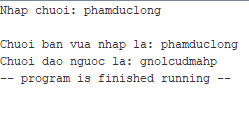 Nhap chuoi: phamduclong
Chuoi ban vua nhap la: phamduclong
Chuoi dao nguoc la: gnolcudmahp
-- program is finished running --